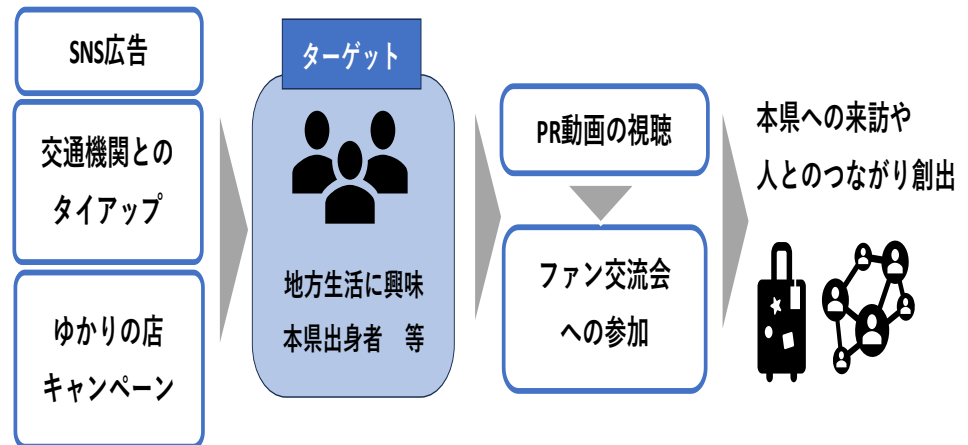 SNS広告
交通機関との
タイアップ
ゆかりの店
キャンペーン
ターゲット
地方生活に興味
本県出身者　等
PR動画の視聴
ファン交流会
への参加
本県への来訪や
人とのつながり創出